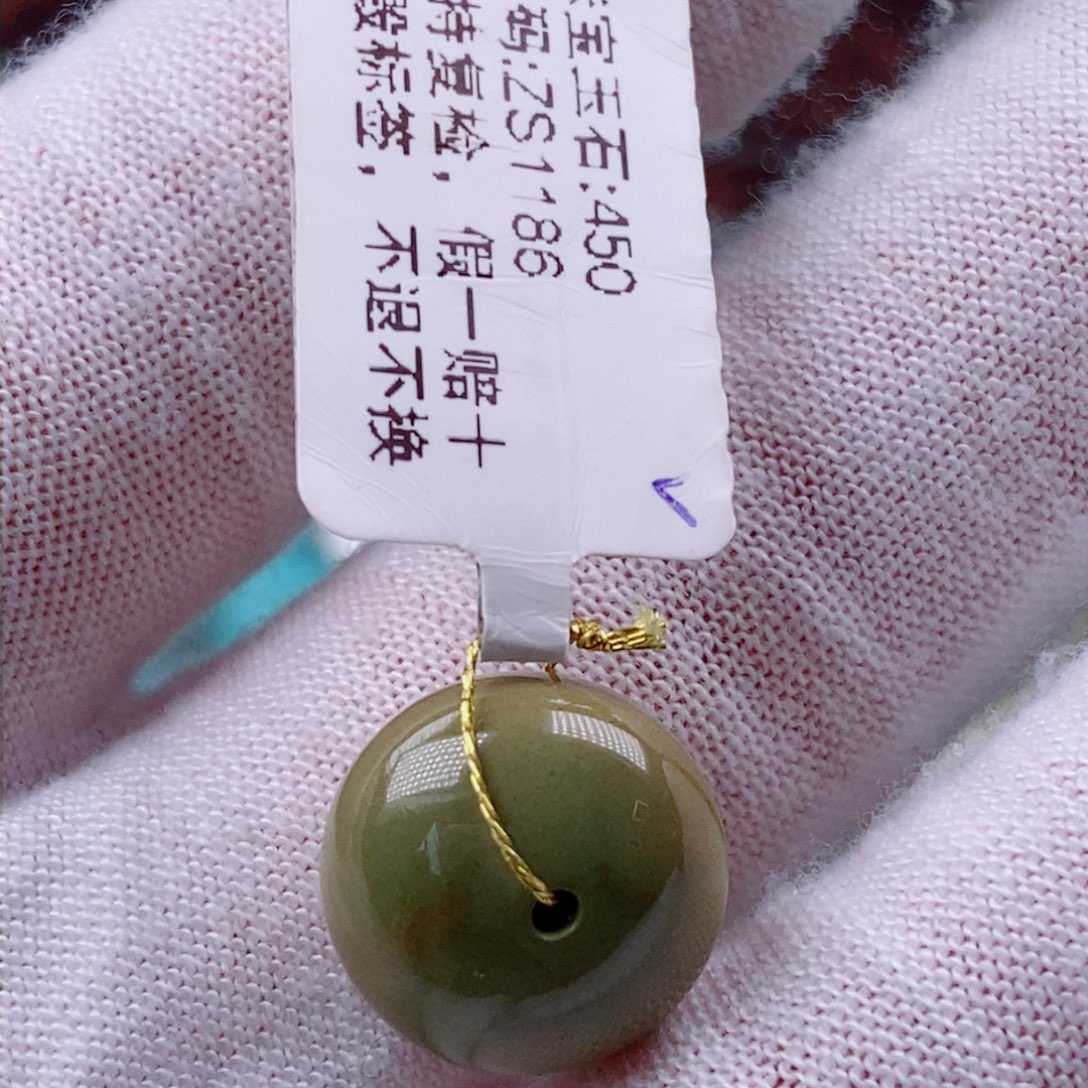 宝玉石:450
码:ZS1186
特复检，假一赔十
毁标签，不退不换